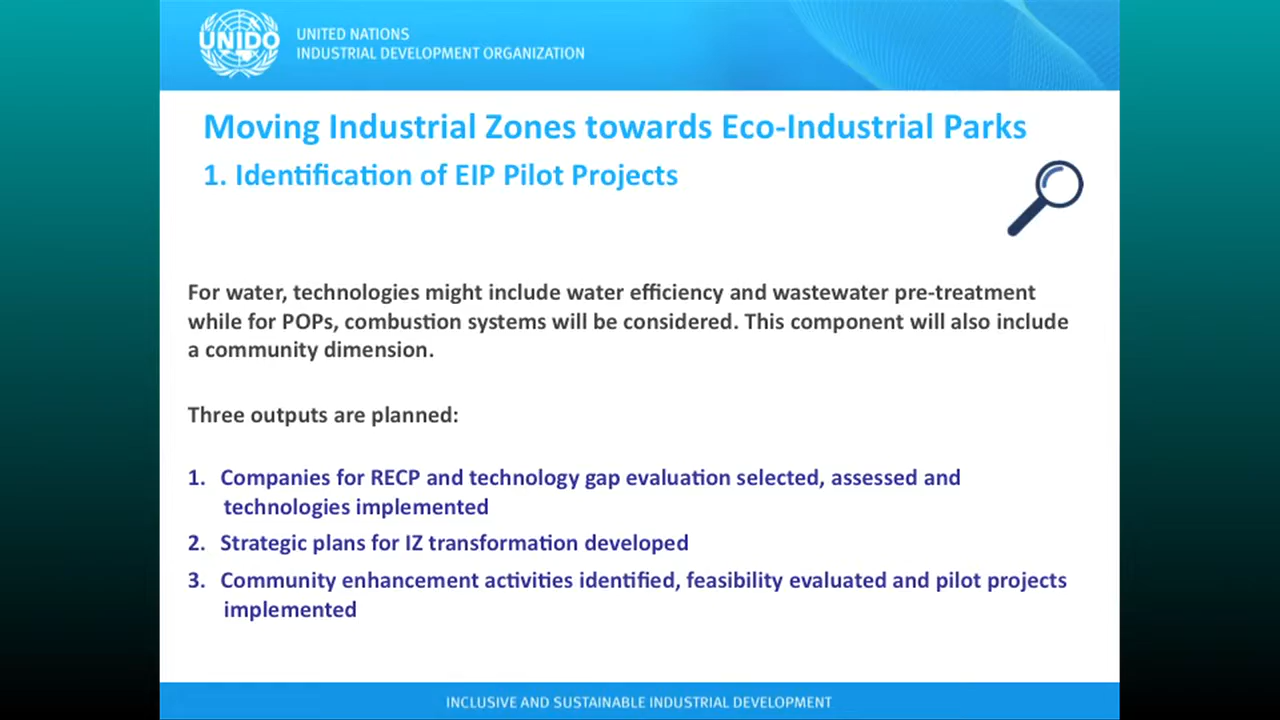 UNIDO
UNITED NATIONS
INDUSTRIAL DEVELOPMENT ORGANIZATION
Moving Industrial Zones towards Eco-Industrial Parks
1. Identification of EIP Pilot Projects
For water, technologies might include water efficiency and wastewater pre-treatment
while for POPs, combustion systems will be considered. This component will also include
a community dimension.
Three outputs are planned:
1. Companies for RECP and technology gap evaluation selected, assessed and
technologies implemented
2. Strategic plans for IZ transformation developed
3. Community enhancement activities identified, feasibility evaluated and pilot projects
implemented
INCLUSIVE AND SUSTAINABLE INDUSTRIAL DEVELOPMENT